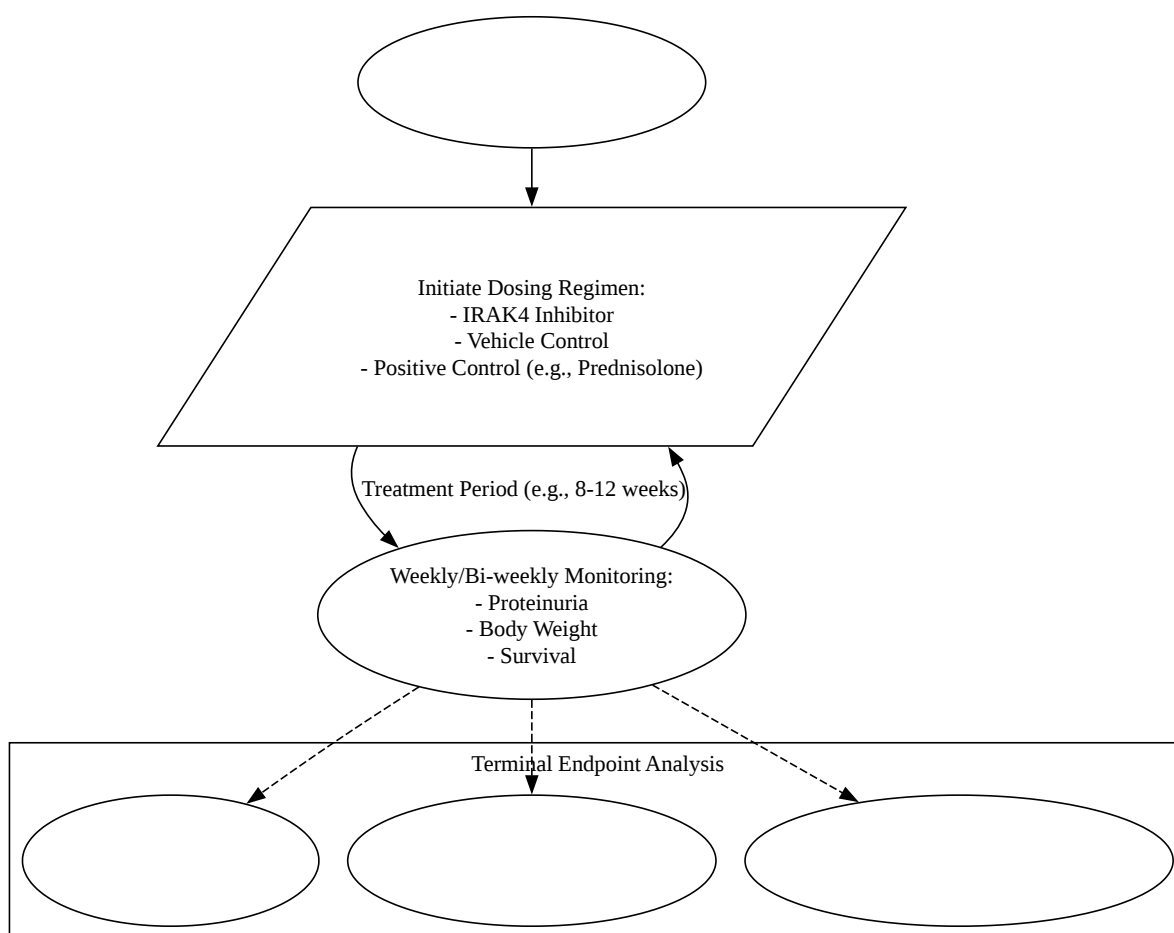 Initiate Dosing Regimen:
- IRAK4 Inhibitor
- Vehicle Control
- Positive Control (e.g., Prednisolone)
Treatment Period (e.g., 8-12 weeks)
Weekly/Bi-weekly Monitoring:
- Proteinuria
- Body Weight
- Survival
Terminal Endpoint Analysis